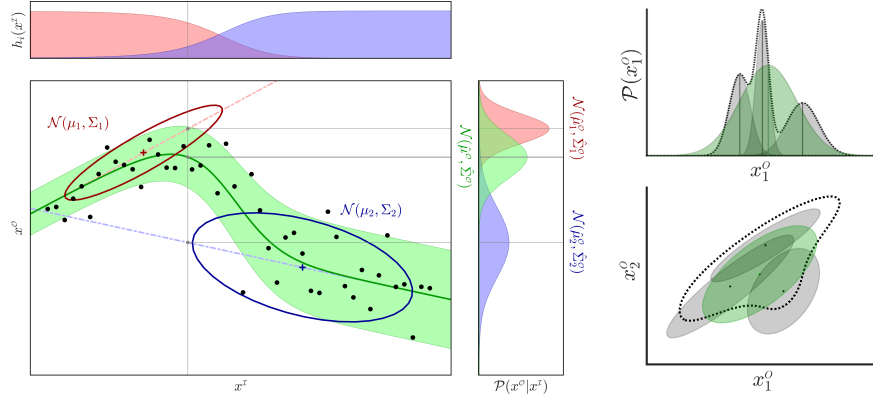 h_i(x^I)
N(μ_1, Σ_1)
N(μ_2, Σ_2)
x^O
x^I
N(μ̂_1^O, Σ̂_1^O)
N(μ̂^O, Σ̂^O)
N(μ̂_2^O, Σ̂_2^O)
P(x^O|x^I)
P(x_1^O)
x_1^O
x_2^O
x_1^O